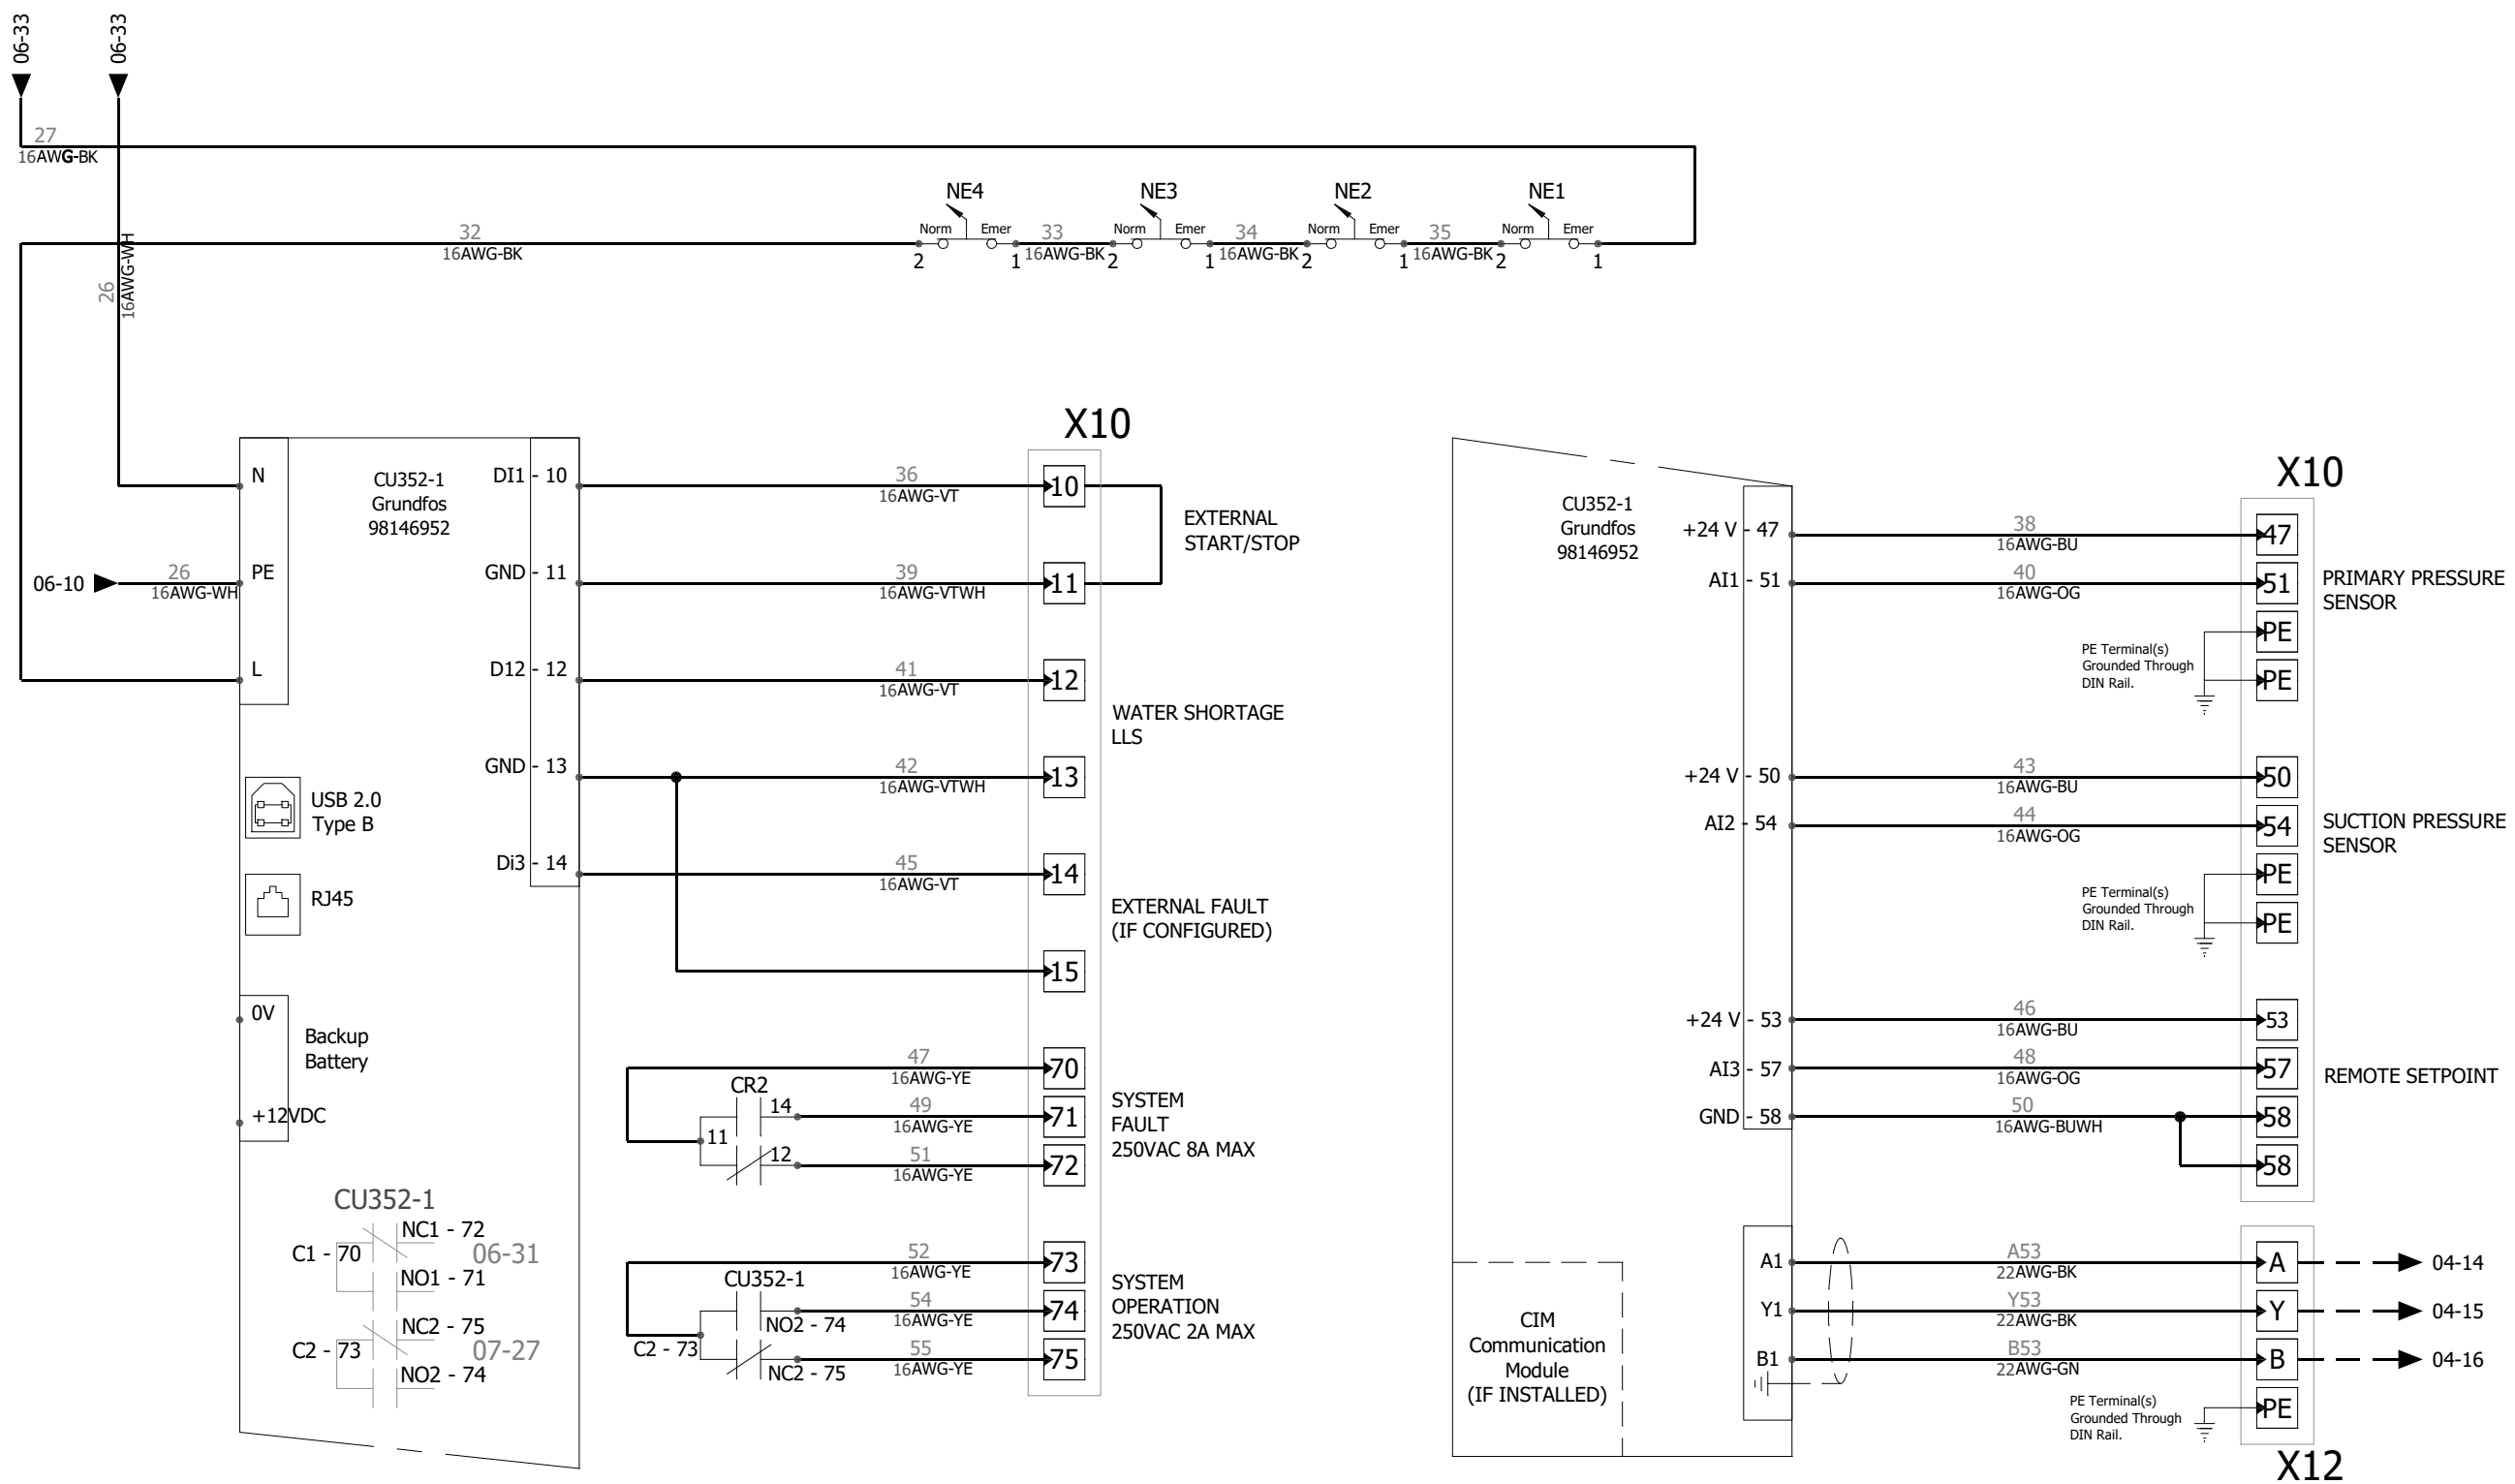 06-33
06-33
27
16AWG-BK
26
16AWG-WH
32
16AWG-BK
NE4
Norm Emer
2 1
33
16AWG-BK
NE3
Norm Emer
2 1
34
16AWG-BK
NE2
Norm Emer
2 1
35
16AWG-BK
NE1
Norm Emer
2 1
06-10
26
16AWG-WH
N
PE
L
CU352-1
Grundfos
98146952
USB 2.0
Type B
RJ45
0V
Backup
Battery
+12VDC
CU352-1
NC1 - 72
C1 - 70
06-31
NO1 - 71
NC2 - 75
C2 - 73
07-27
NO2 - 74
X10
DI1 - 10
36
16AWG-VT
10
EXTERNAL
START/STOP
GND - 11
39
16AWG-VTWH
11
D12 - 12
41
16AWG-VT
12
WATER SHORTAGE
LLS
GND - 13
42
16AWG-VTWH
13
Di3 - 14
45
16AWG-VT
14
EXTERNAL FAULT
(IF CONFIGURED)
15
47
16AWG-YE
70
CR2
14
49
16AWG-YE
71
11
12
51
16AWG-YE
72
SYSTEM
FAULT
250VAC 8A MAX
52
16AWG-YE
73
CU352-1
54
16AWG-YE
74
NO2 - 74
C2 - 73
55
16AWG-YE
75
NC2 - 75
SYSTEM
OPERATION
250VAC 2A MAX
CU352-1
Grundfos
98146952
X10
+24 V - 47
38
16AWG-BU
47
AI1 - 51
40
16AWG-OG
51
PRIMARY PRESSURE
SENSOR
PE
PE
PE Terminal(s)
Grounded Through
DIN Rail.
+24 V - 50
43
16AWG-BU
50
AI2 - 54
44
16AWG-OG
54
SUCTION PRESSURE
SENSOR
PE
PE
PE Terminal(s)
Grounded Through
DIN Rail.
+24 V - 53
46
16AWG-BU
53
AI3 - 57
48
16AWG-OG
57
REMOTE SETPOINT
GND - 58
50
16AWG-BUWH
58
58
CIM
Communication
Module
(IF INSTALLED)
A1
A53
22AWG-BK
A
04-14
Y1
Y53
22AWG-BK
Y
04-15
B1
B53
22AWG-GN
B
04-16
PE Terminal(s)
Grounded Through
DIN Rail.
PE
X12